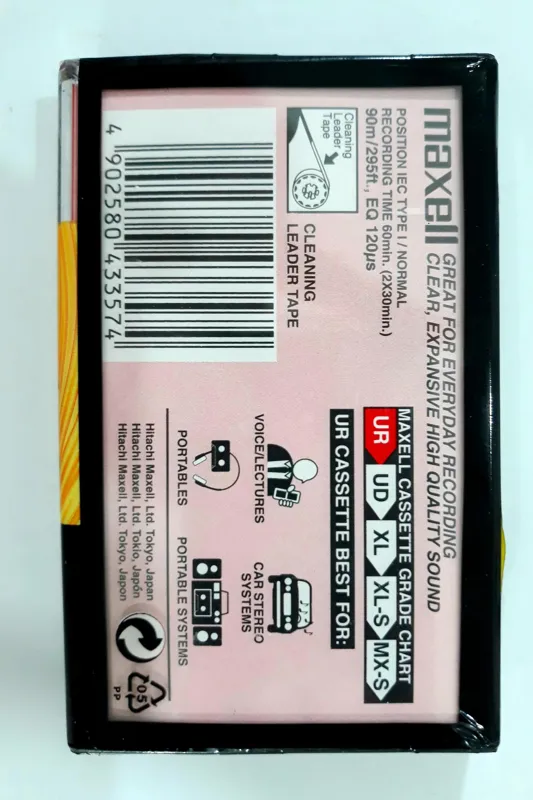 maxell
GREAT FOR EVERYDAY RECORDING
CLEAR, EXPANSIVE HIGH QUALITY SOUND
POSITION IEC TYPE I / NORMAL
RECORDING TIME 60min. (2X30min.)
90m/295ft., EQ 120µs
Cleaning
Leader
Tape
CLEANING
LEADER TAPE
4 902580 433574
MAXELL CASSETTE GRADE CHART
UR UD XL XL-S MX-S
UR CASSETTE BEST FOR:
VOICE/LECTURES
CAR STEREO
SYSTEMS
PORTABLES
PORTABLE SYSTEMS
Hitachi Maxell, Ltd. Tokyo, Japan
Hitachi Maxell, Ltd. Tokio, Japón
Hitachi Maxell, Ltd. Tokyo, Japon
05
PP